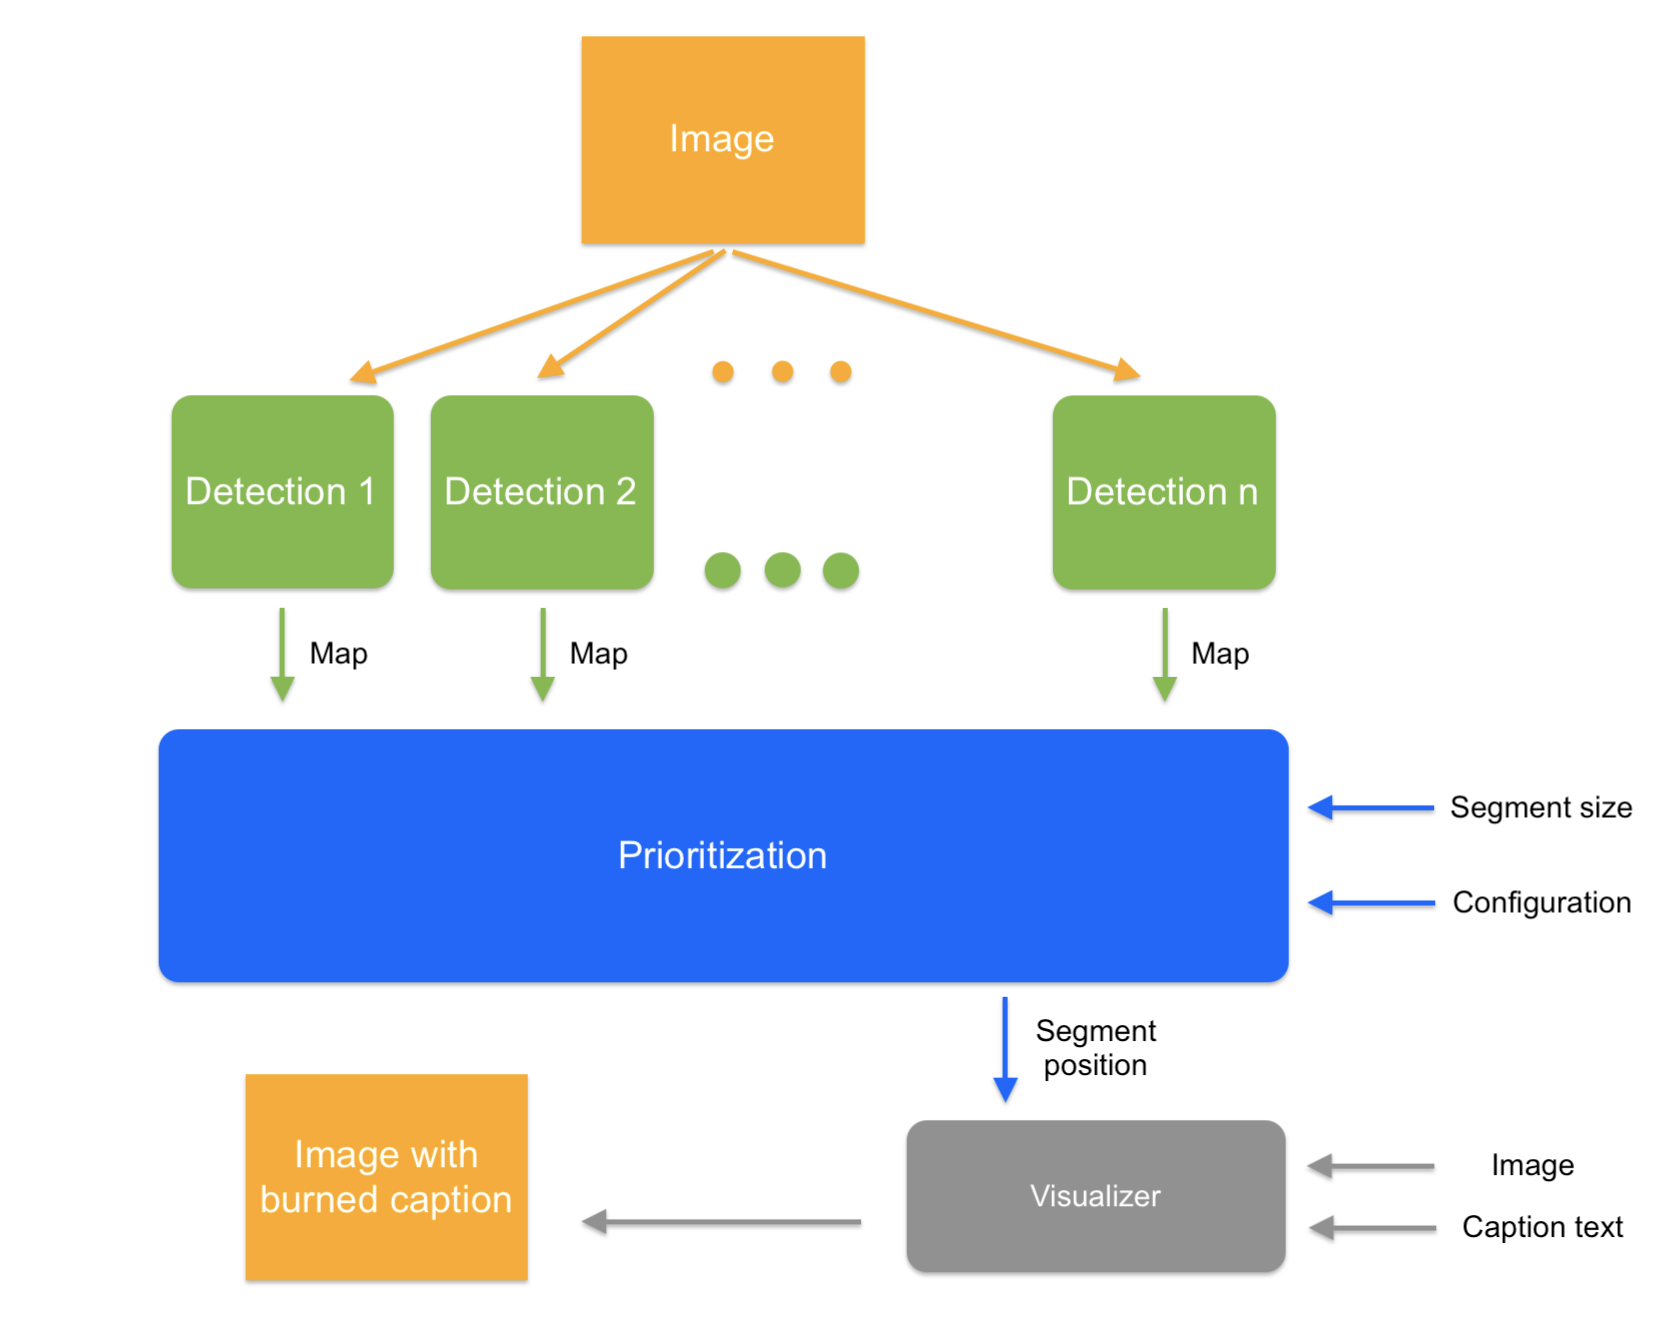 Image
Detection 1
Detection 2
Detection n
Map
Map
Map
Prioritization
Segment size
Configuration
Segment
position
Image with
burned caption
Visualizer
Image
Caption text